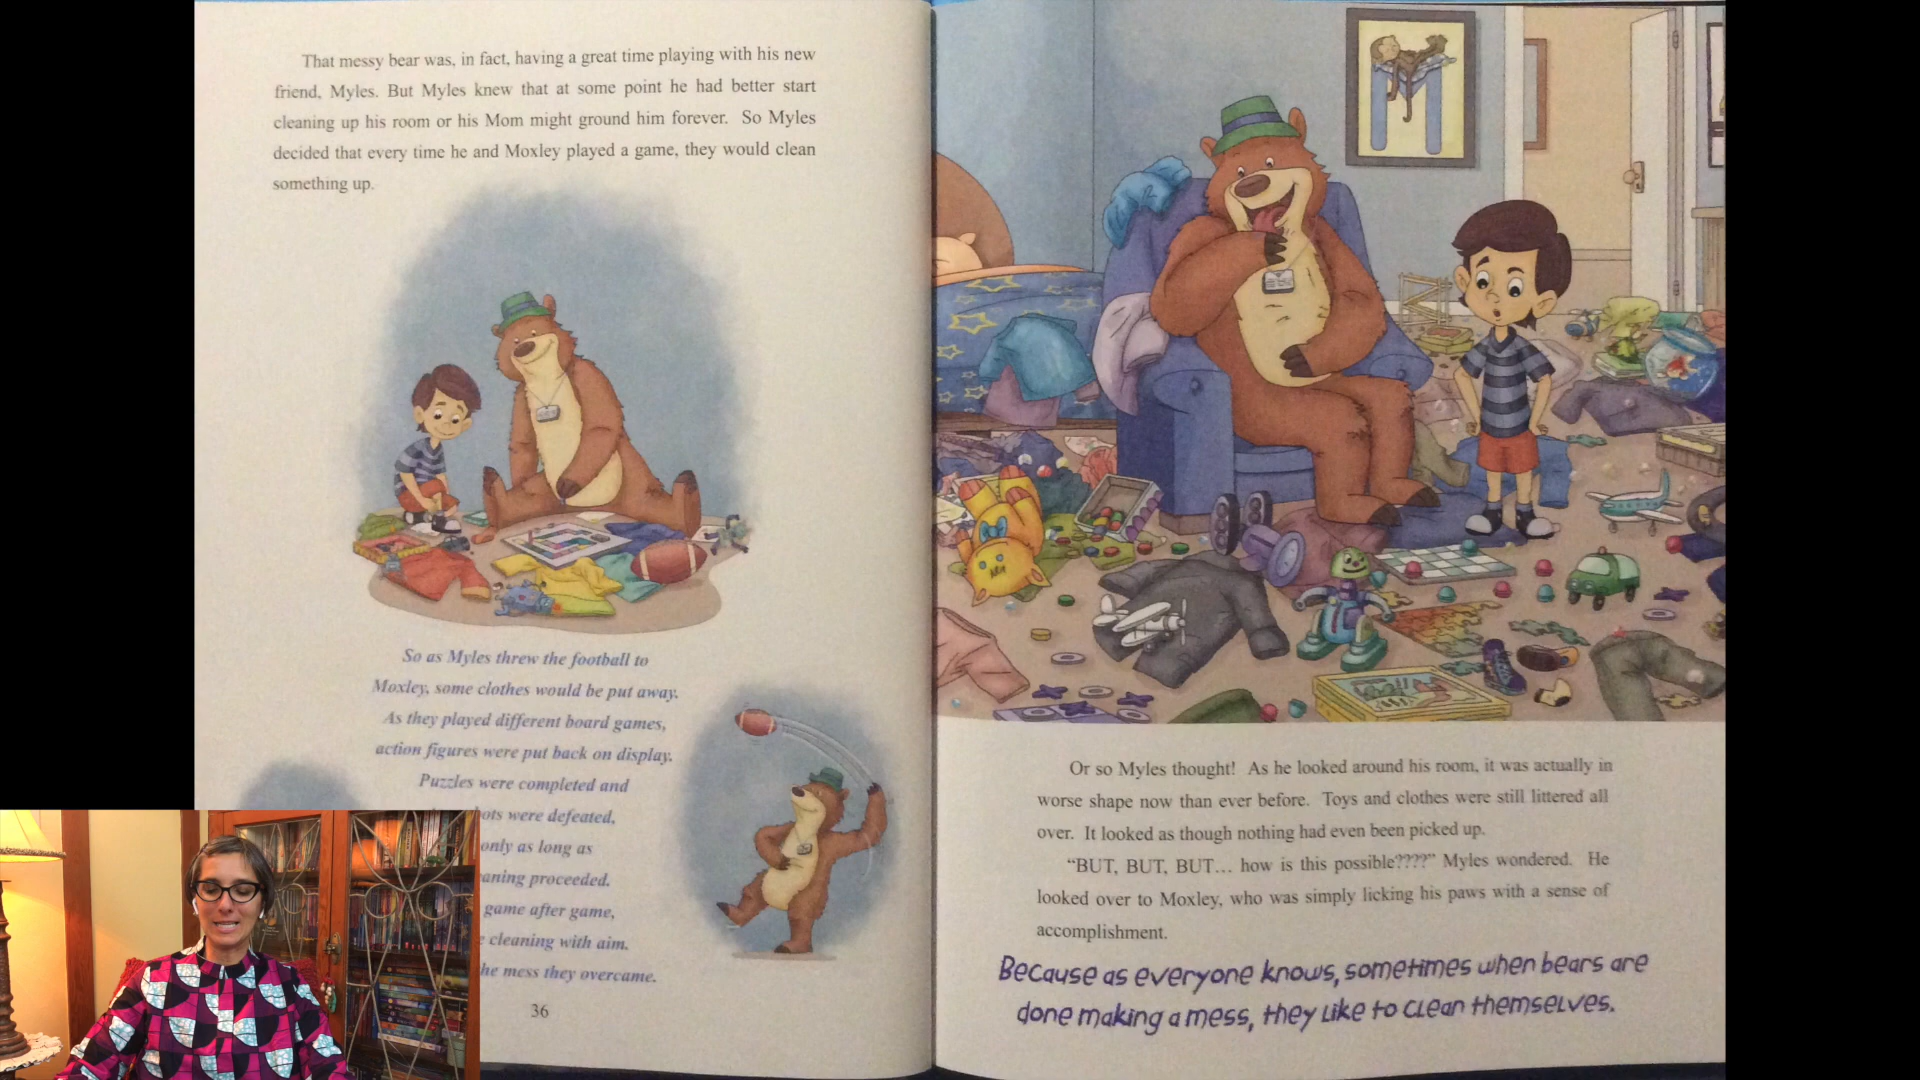 That messy bear was, in fact, having a great time playing with his new
friend, Myles. But Myles knew that at some point he had better start
cleaning up his room or his Mom might ground him forever. So Myles
decided that every time he and Moxley played a game, they would clean
something up.
So as Myles threw the football to
Moxley, some clothes would be put away.
As they played different board games,
action figures were put back on display.
Puzzles were completed and
were defeated,
only as long as
proceeded.
game after game,
cleaning with aim.
he mess they overcame.
36
Or so Myles thought! As he looked around his room, it was actually in
worse shape now than ever before. Toys and clothes were still littered all
over. It looked as though nothing had even been picked up.
“BUT, BUT, BUT… how is this possible????” Myles wondered. He
looked over to Moxley, who was simply licking his paws with a sense of
accomplishment.
Because as everyone knows, sometimes when bears are
done making a mess, they like to clean themselves.